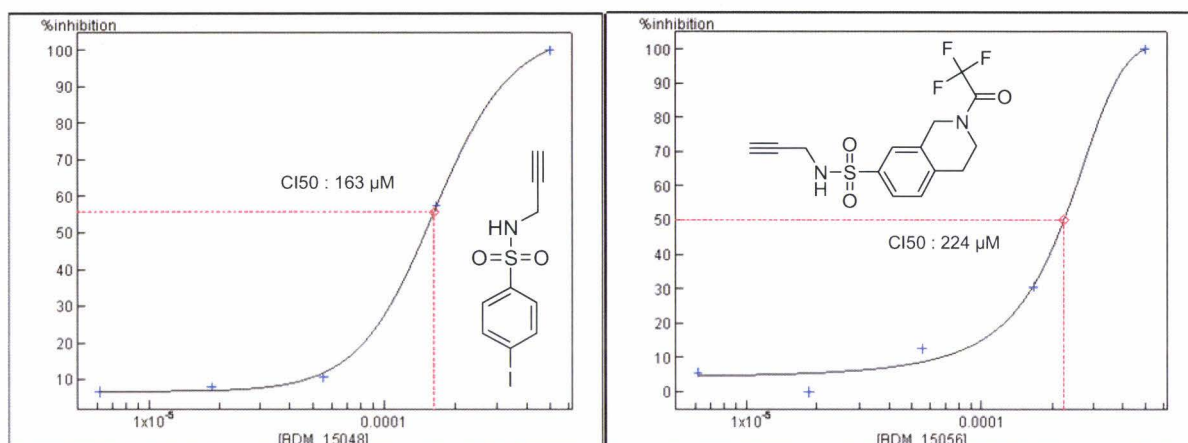 %inhibition
100
90
80
70
60
50
40
30
20
10
CI50 : 163 µM
HN
O=S=O
I
1x10-5
0.0001
[BDM_15048]
%inhibition
100
90
80
70
60
50
40
30
20
10
0
F
F
F
O
N
O
S
N
H
O
CI50 : 224 µM
1x10-5
0.0001
[BDM_15056]